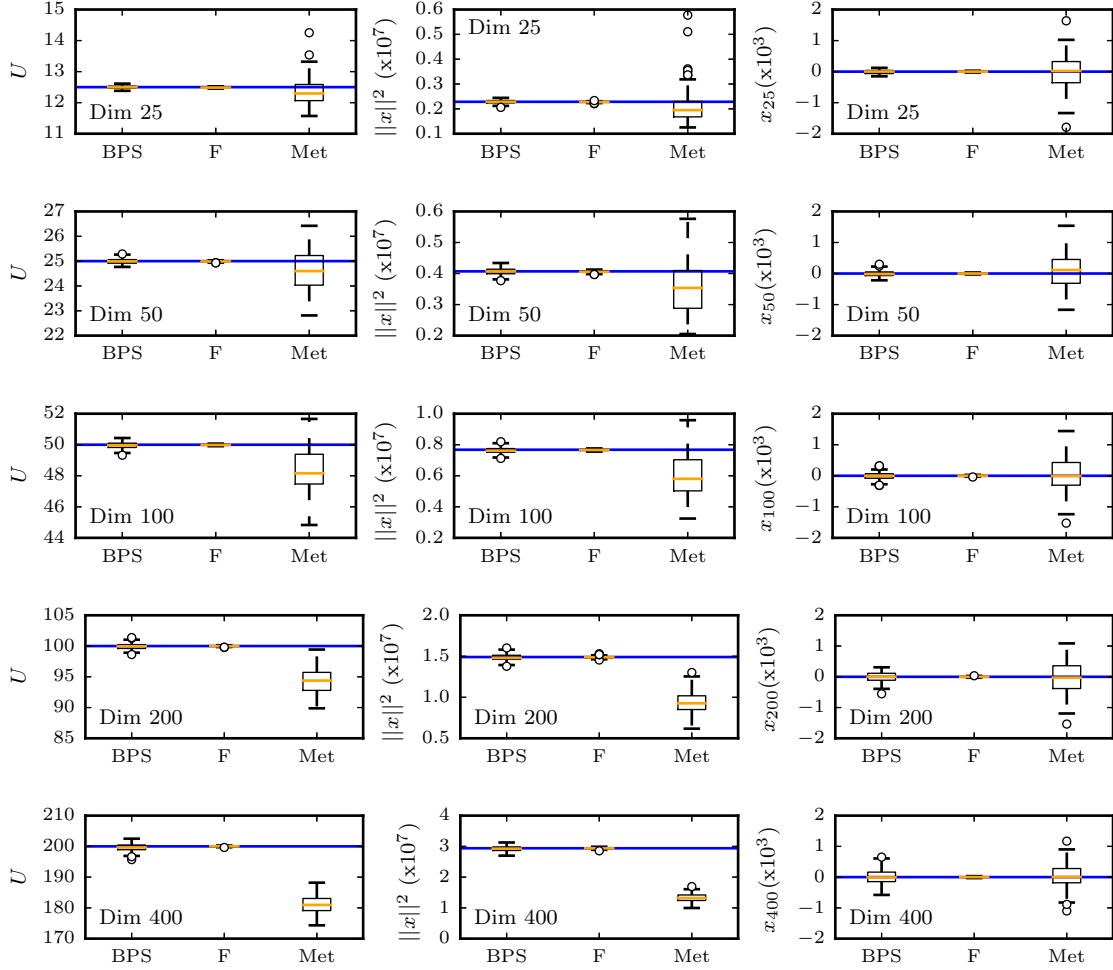 15
14
13
12
11
U
Dim 25
BPS F Met
0.6
0.5
0.4
0.3
0.2
0.1
||x||² (x10⁷)
Dim 25
BPS F Met
2
1
0
−1
−2
x₂₅(x10³)
Dim 25
BPS F Met
27
26
25
24
23
22
U
Dim 50
BPS F Met
0.6
0.5
0.4
0.3
0.2
||x||² (x10⁷)
Dim 50
BPS F Met
2
1
0
−1
−2
x₅₀(x10³)
Dim 50
BPS F Met
52
50
48
46
44
U
Dim 100
BPS F Met
1.0
0.8
0.6
0.4
0.2
||x||² (x10⁷)
Dim 100
BPS F Met
2
1
0
−1
−2
x₁₀₀(x10³)
Dim 100
BPS F Met
105
100
95
90
85
U
Dim 200
BPS F Met
2.0
1.5
1.0
0.5
||x||² (x10⁷)
Dim 200
BPS F Met
2
1
0
−1
−2
x₂₀₀(x10³)
Dim 200
BPS F Met
210
200
190
180
170
U
Dim 400
BPS F Met
4
3
2
1
0
||x||² (x10⁷)
Dim 400
BPS F Met
2
1
0
−1
−2
x₄₀₀(x10³)
Dim 400
BPS F Met